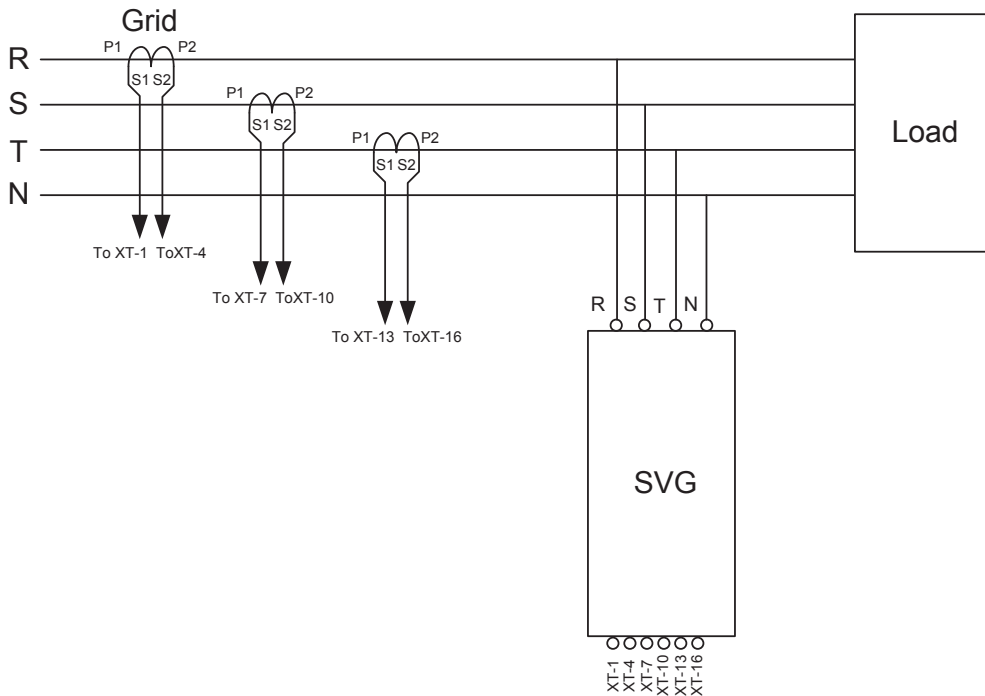 Grid
P1 P2
R
S1 S2
P1 P2
S
S1 S2
P1 P2
T
S1 S2
N
Load
To XT-1 ToXT-4
To XT-7 ToXT-10
To XT-13 ToXT-16
R S T N
SVG
XT-1
XT-4
XT-7
XT-10
XT-13
XT-16